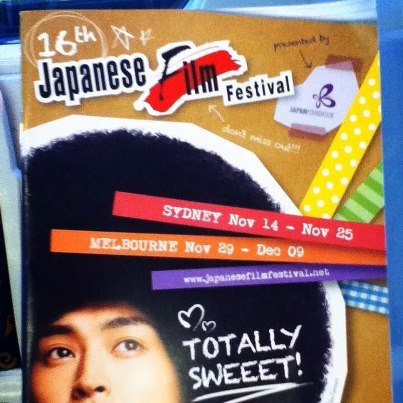 16th
Japanese Film Festival
presented by
JAPANFOUNDATION
don't miss out!!!
SYDNEY Nov 14 - Nov 25
MELBOURNE Nov 29 - Dec 09
www.japanesefilmfestival.net
TOTALLY
SWEEET!